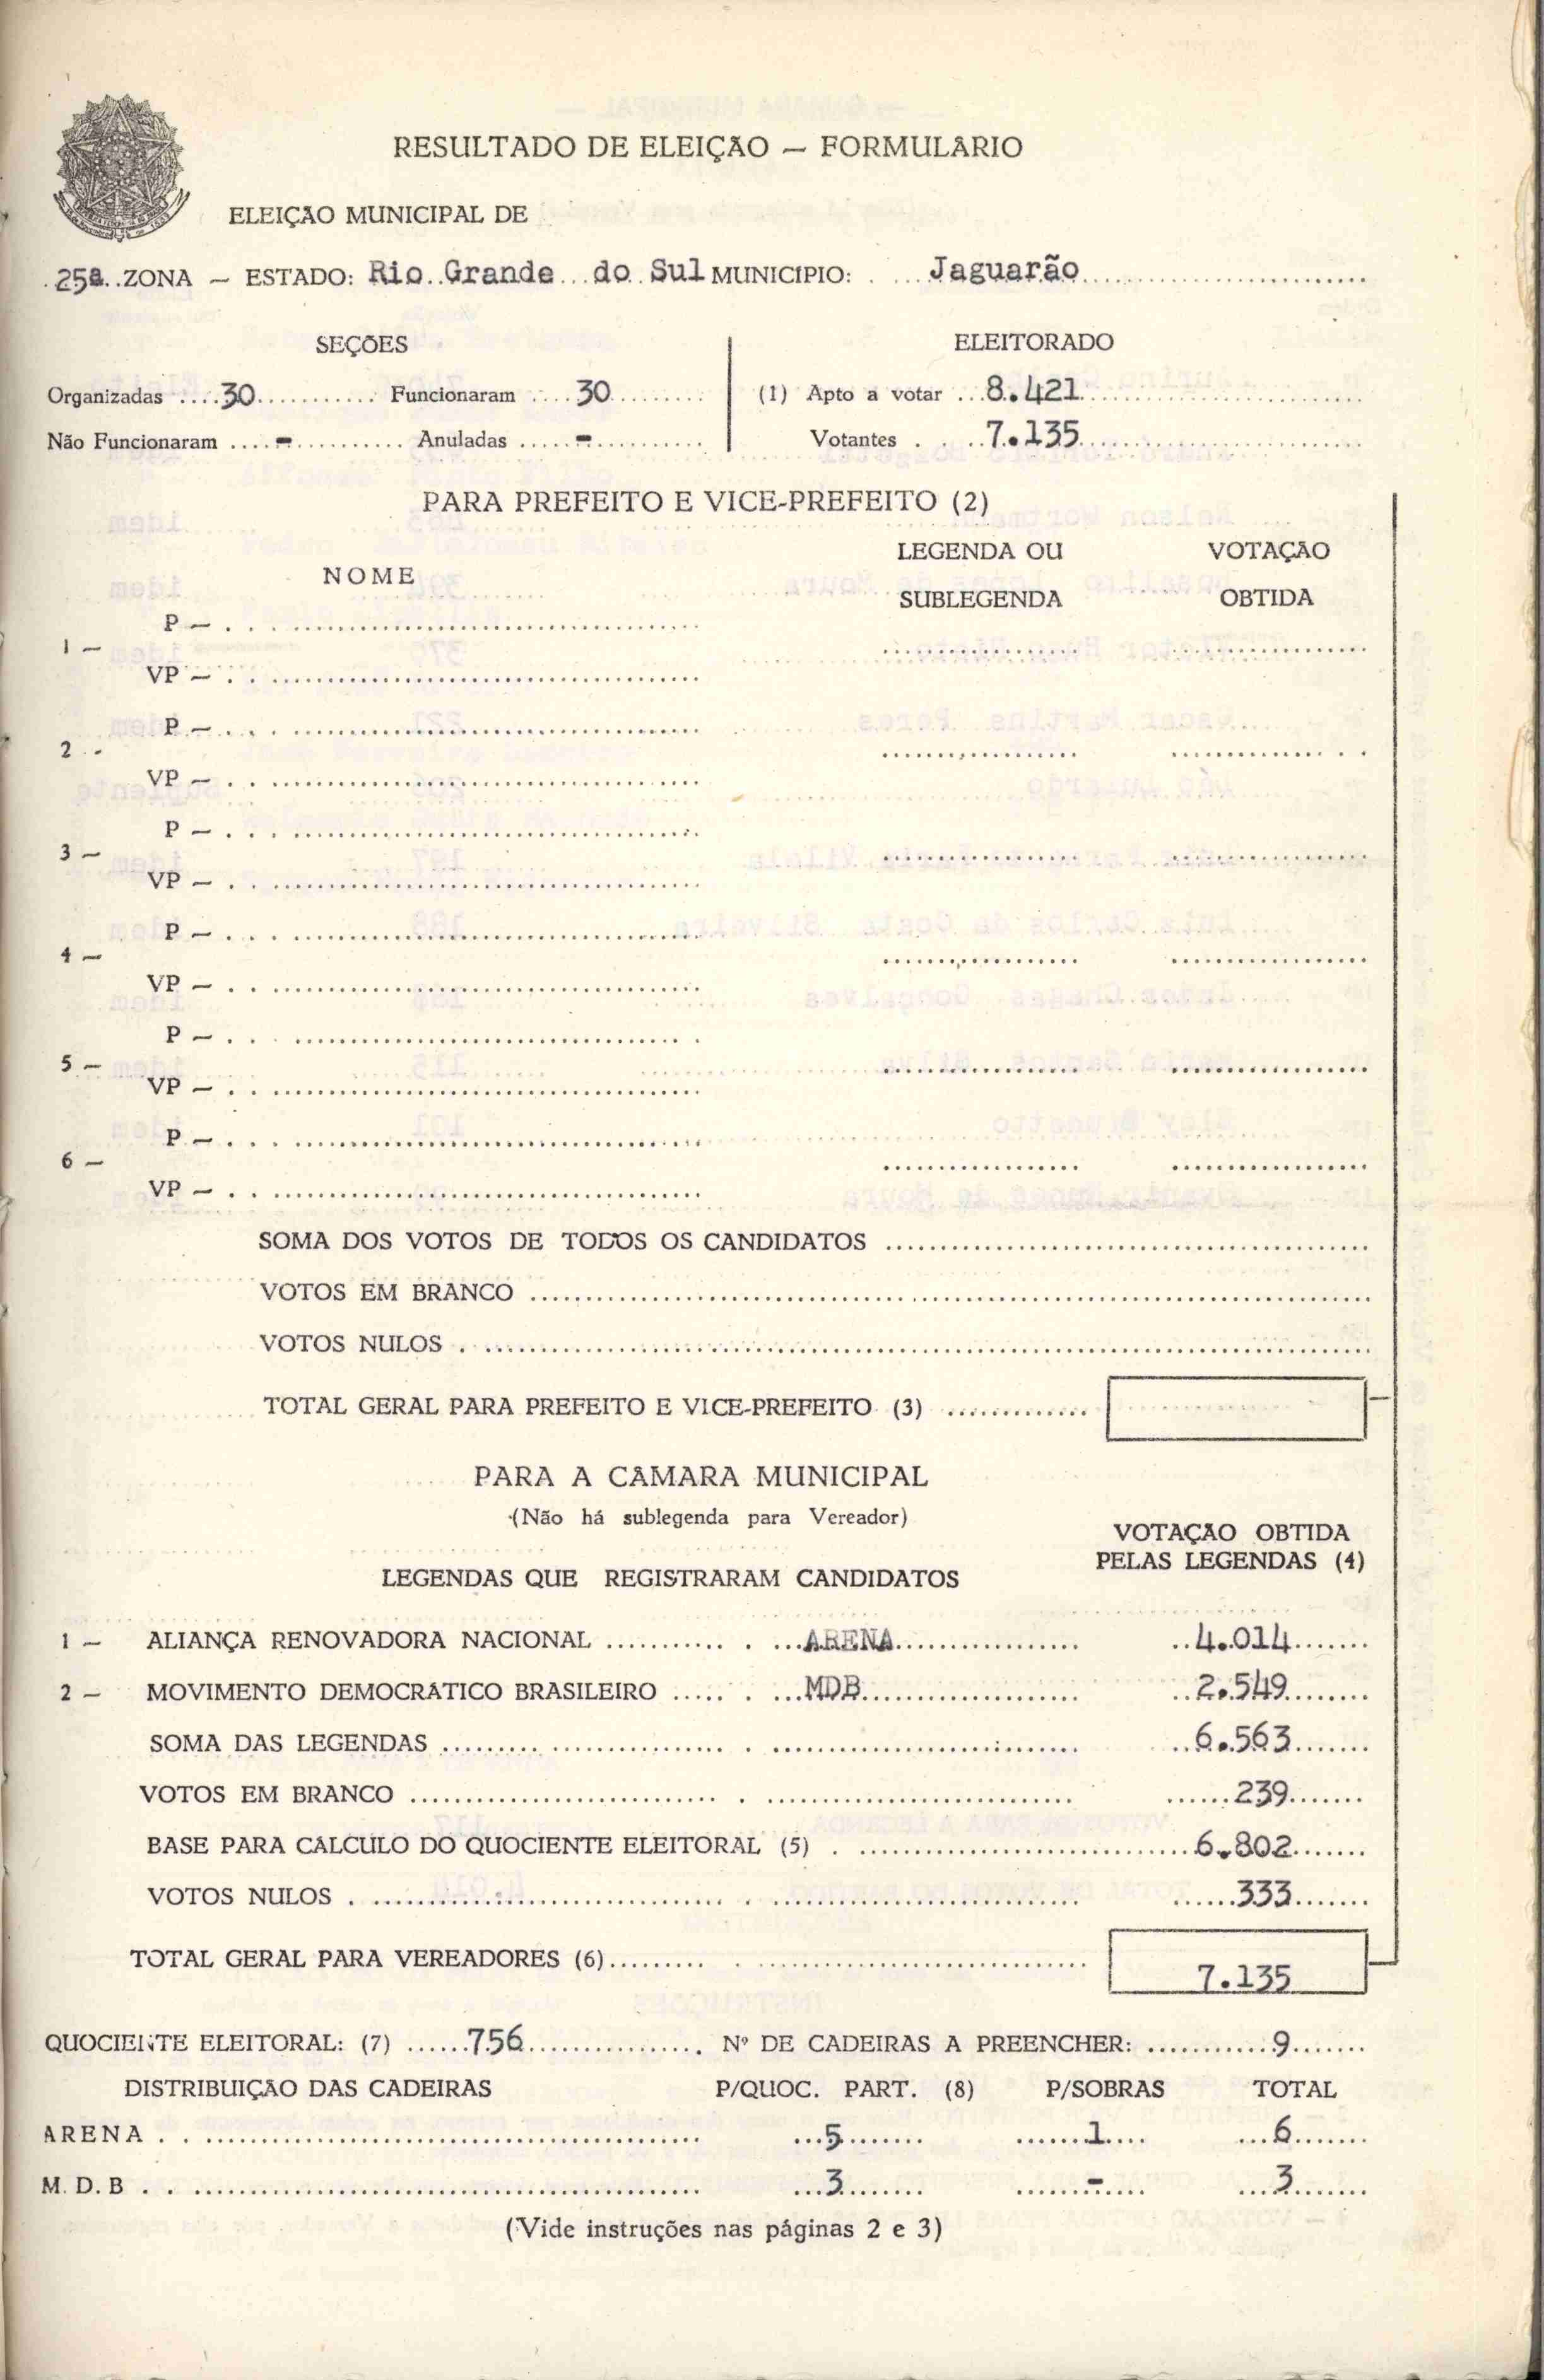 RESULTADO DE ELEIÇÃO — FORMULÁRIO
ELEIÇÃO MUNICIPAL DE
25ª ZONA — ESTADO: Rio Grande do Sul MUNICIPIO: Jaguarão
SEÇÕES ELEITORADO
Organizadas ....30........... Funcionaram .....30......... (1) Apto a votar ...8.421...........
Não Funcionaram ....-.......... Anuladas .....-.......... Votantes . . ..7.135...........
PARA PREFEITO E VICE-PREFEITO (2)
LEGENDA OU VOTAÇÃO
NOME
SUBLEGENDA OBTIDA
P — . . . ...........
1 —
VP — . . ...........
P — . . . ...........
2 -
VP — . . ...........
P — . . . ...........
3 —
VP — . . ...........
P — . . . ...........
4 —
VP — . . ...........
P — . . ...........
5 —
VP — . . ...........
P — . . . ...........
6 —
VP — . . ...........
SOMA DOS VOTOS DE TODOS OS CANDIDATOS ...........
VOTOS EM BRANCO ...........
VOTOS NULOS . ...........
TOTAL GERAL PARA PREFEITO E VICE-PREFEITO (3) .............
PARA A CÂMARA MUNICIPAL
(Não há sublegenda para Vereador)
VOTAÇÃO OBTIDA
PELAS LEGENDAS (4)
LEGENDAS QUE REGISTRARAM CANDIDATOS
1 — ALIANÇA RENOVADORA NACIONAL ........... . ...ARENA........... ..4.014.......
2 — MOVIMENTO DEMOCRÁTICO BRASILEIRO ..... . ...MDB........... ..2.549........
SOMA DAS LEGENDAS ........... ..6.563.......
VOTOS EM BRANCO ........... ......239.......
BASE PARA CÁLCULO DO QUOCIENTE ELEITORAL (5) . ...........6.802.......
VOTOS NULOS . ........... ......333.......
TOTAL GERAL PARA VEREADORES (6)........... 7.135
QUOCIENTE ELEITORAL: (7) ......756........... Nº DE CADEIRAS A PREENCHER: ...........9.......
DISTRIBUIÇÃO DAS CADEIRAS P/QUOC. PART. (8) P/SOBRAS TOTAL
ARENA . . ........... ...5........ .......1.... ...6.......
M. D. B . . ........... ...3........ .......-..... ...3.......
(Vide instruções nas páginas 2 e 3)